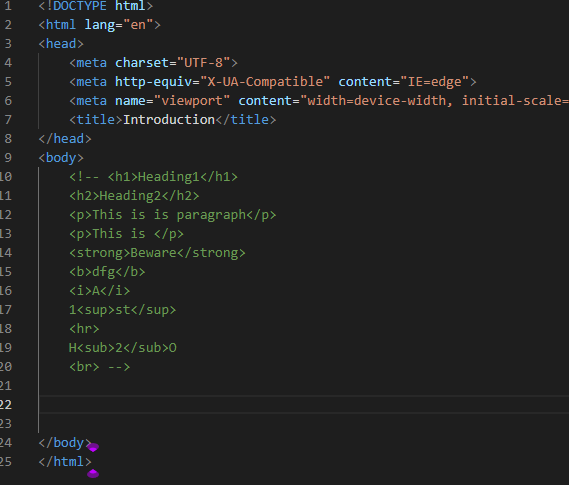 1 <!DOCTYPE html>
2 <html lang="en">
3 <head>
4 <meta charset="UTF-8">
5 <meta http-equiv="X-UA-Compatible" content="IE=edge">
6 <meta name="viewport" content="width=device-width, initial-scale=
7 <title>Introduction</title>
8 </head>
9 <body>
10 <!-- <h1>Heading1</h1>
11 <h2>Heading2</h2>
12 <p>This is is paragraph</p>
13 <p>This is </p>
14 <strong>Beware</strong>
15 <b>dfg</b>
16 <i>A</i>
17 1<sup>st</sup>
18 <hr>
19 H<sub>2</sub>O
20 <br> -->
21
22
23
24 </body>
25 </html>